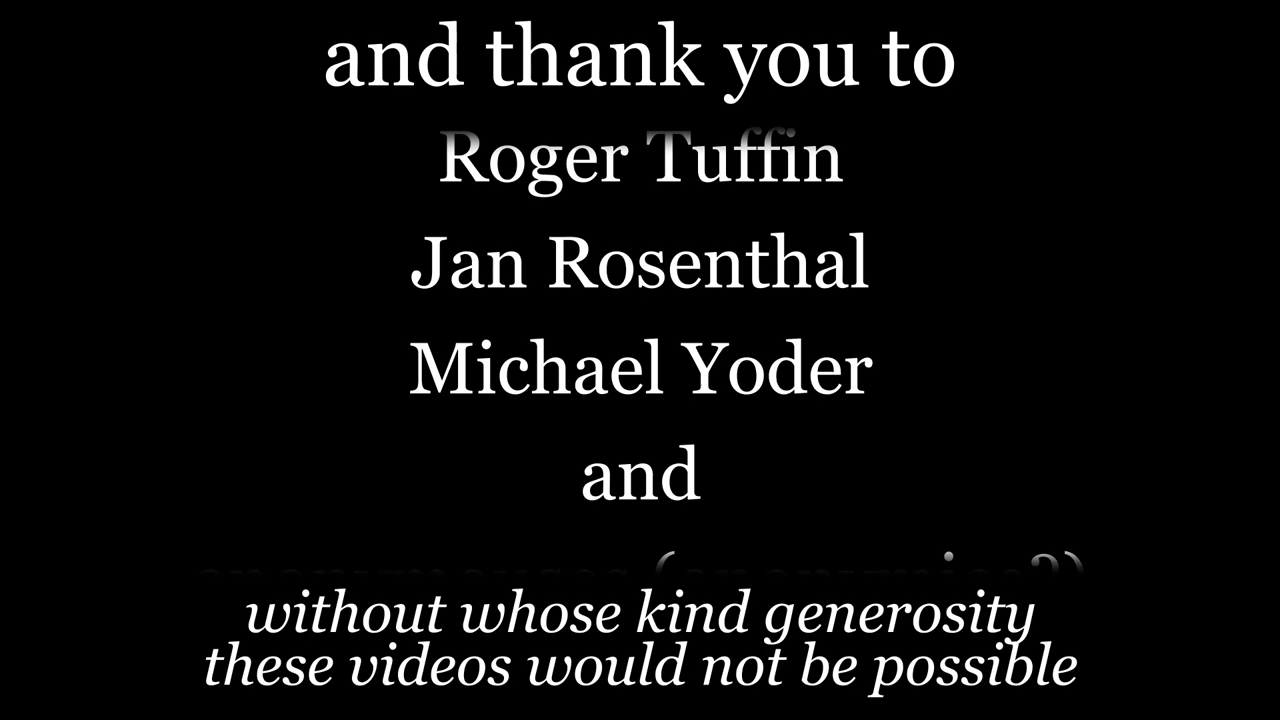 and thank you to
Roger Tuffin
Jan Rosenthal
Michael Yoder
and
without whose kind generosity
these videos would not be possible